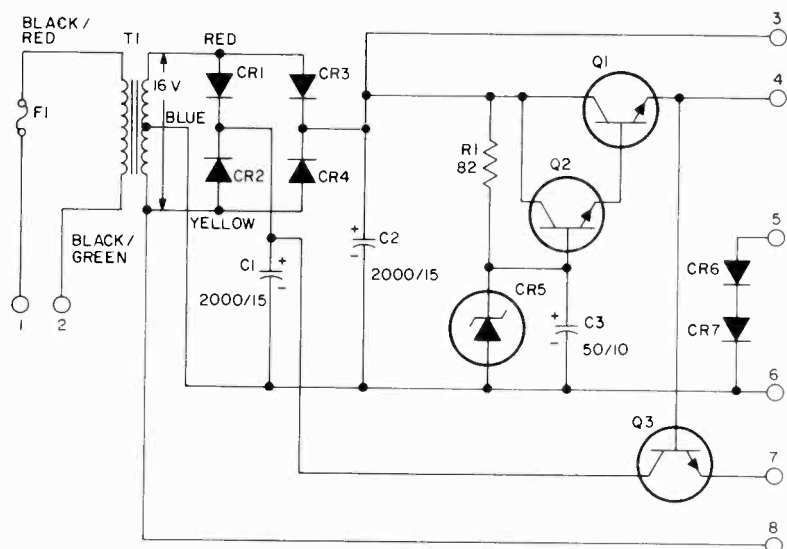 BLACK/
RED
T1
RED
3
16 V
CR1
CR3
Q1
4
F1
BLUE
R1
82
Q2
CR2
CR4
5
YELLOW
BLACK/
GREEN
+
C2
-
2000/15
CR6
C1
+
2000/15
-
CR5
+
C3
-
50/10
CR7
1
2
6
Q3
7
8